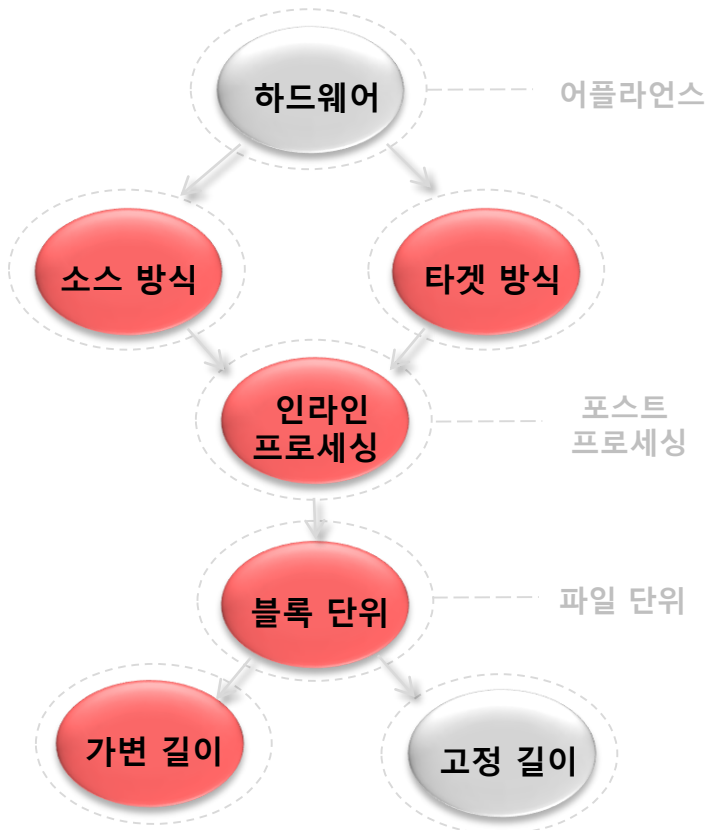 하드웨어
어플라언스
소스 방식
타겟 방식
인라인
프로세싱
포스트
프로세싱
블록 단위
파일 단위
가변 길이
고정 길이